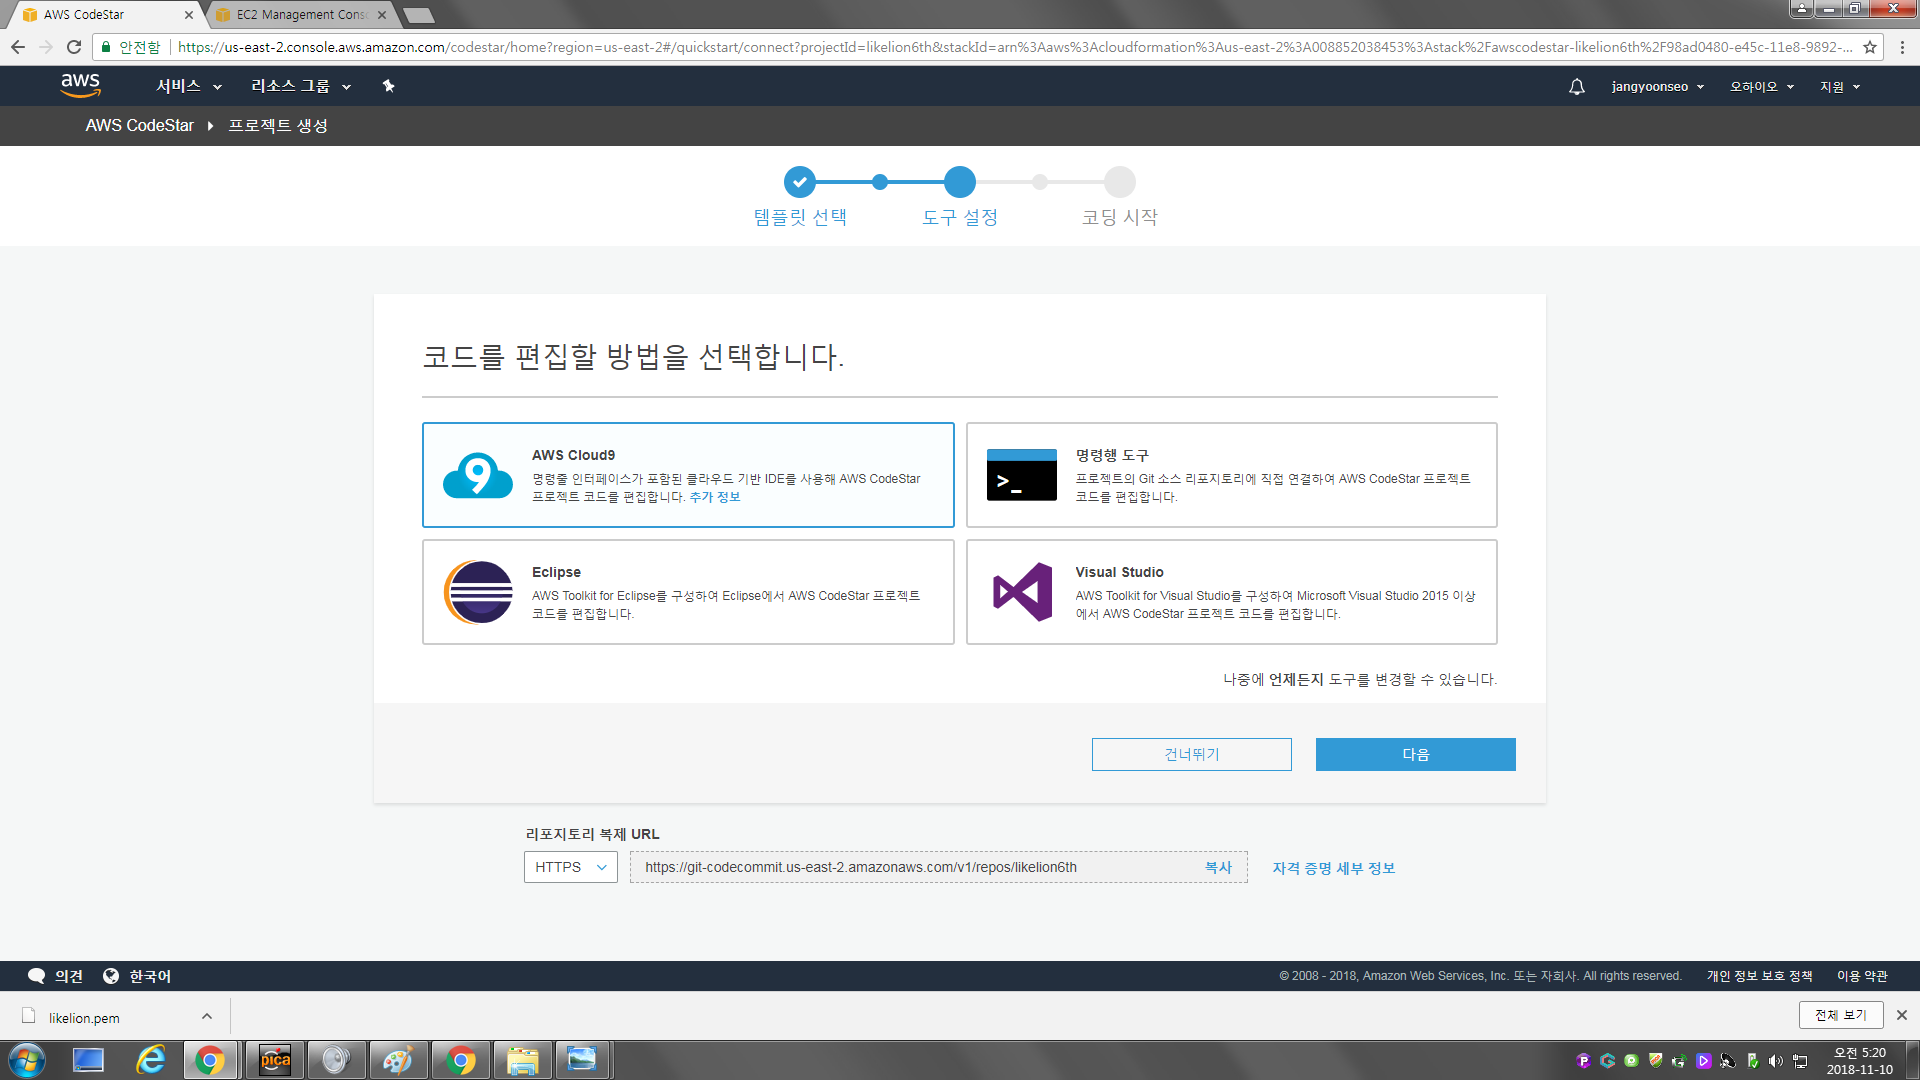 AWS CodeStar
EC2 Management Cons
안전함
https://us-east-2.console.aws.amazon.com/codestar/home?region=us-east-2#/quickstart/connect?projectId=likelion6th&stackId=arn%3Aaws%3Acloudformation%3Aus-east-2%3A008852038453%3Astack%2Fawscodestar-likelion6th%2F98ad0480-e45c-11e8-9892-...
aws
서비스
리소스 그룹
jangyoonseo
오하이오
지원
AWS CodeStar
프로젝트 생성
템플릿 선택
도구 설정
코딩 시작
코드를 편집할 방법을 선택합니다.
9
AWS Cloud9
명령줄 인터페이스가 포함된 클라우드 기반 IDE를 사용해 AWS CodeStar
프로젝트 코드를 편집합니다. 추가 정보
>_
명령행 도구
프로젝트의 Git 소스 리포지토리에 직접 연결하여 AWS CodeStar 프로젝트
코드를 편집합니다.
Eclipse
AWS Toolkit for Eclipse를 구성하여 Eclipse에서 AWS CodeStar 프로젝트
코드를 편집합니다.
Visual Studio
AWS Toolkit for Visual Studio를 구성하여 Microsoft Visual Studio 2015 이상
에서 AWS CodeStar 프로젝트 코드를 편집합니다.
나중에 언제든지 도구를 변경할 수 있습니다.
건너뛰기
다음
리포지토리 복제 URL
HTTPS
https://git-codecommit.us-east-2.amazonaws.com/v1/repos/likelion6th
복사
자격 증명 세부 정보
의견
한국어
© 2008 - 2018, Amazon Web Services, Inc. 또는 자회사. All rights reserved.
개인 정보 보호 정책
이용 약관
likelion.pem
전체 보기
pica
오전 5:20
2018-11-10